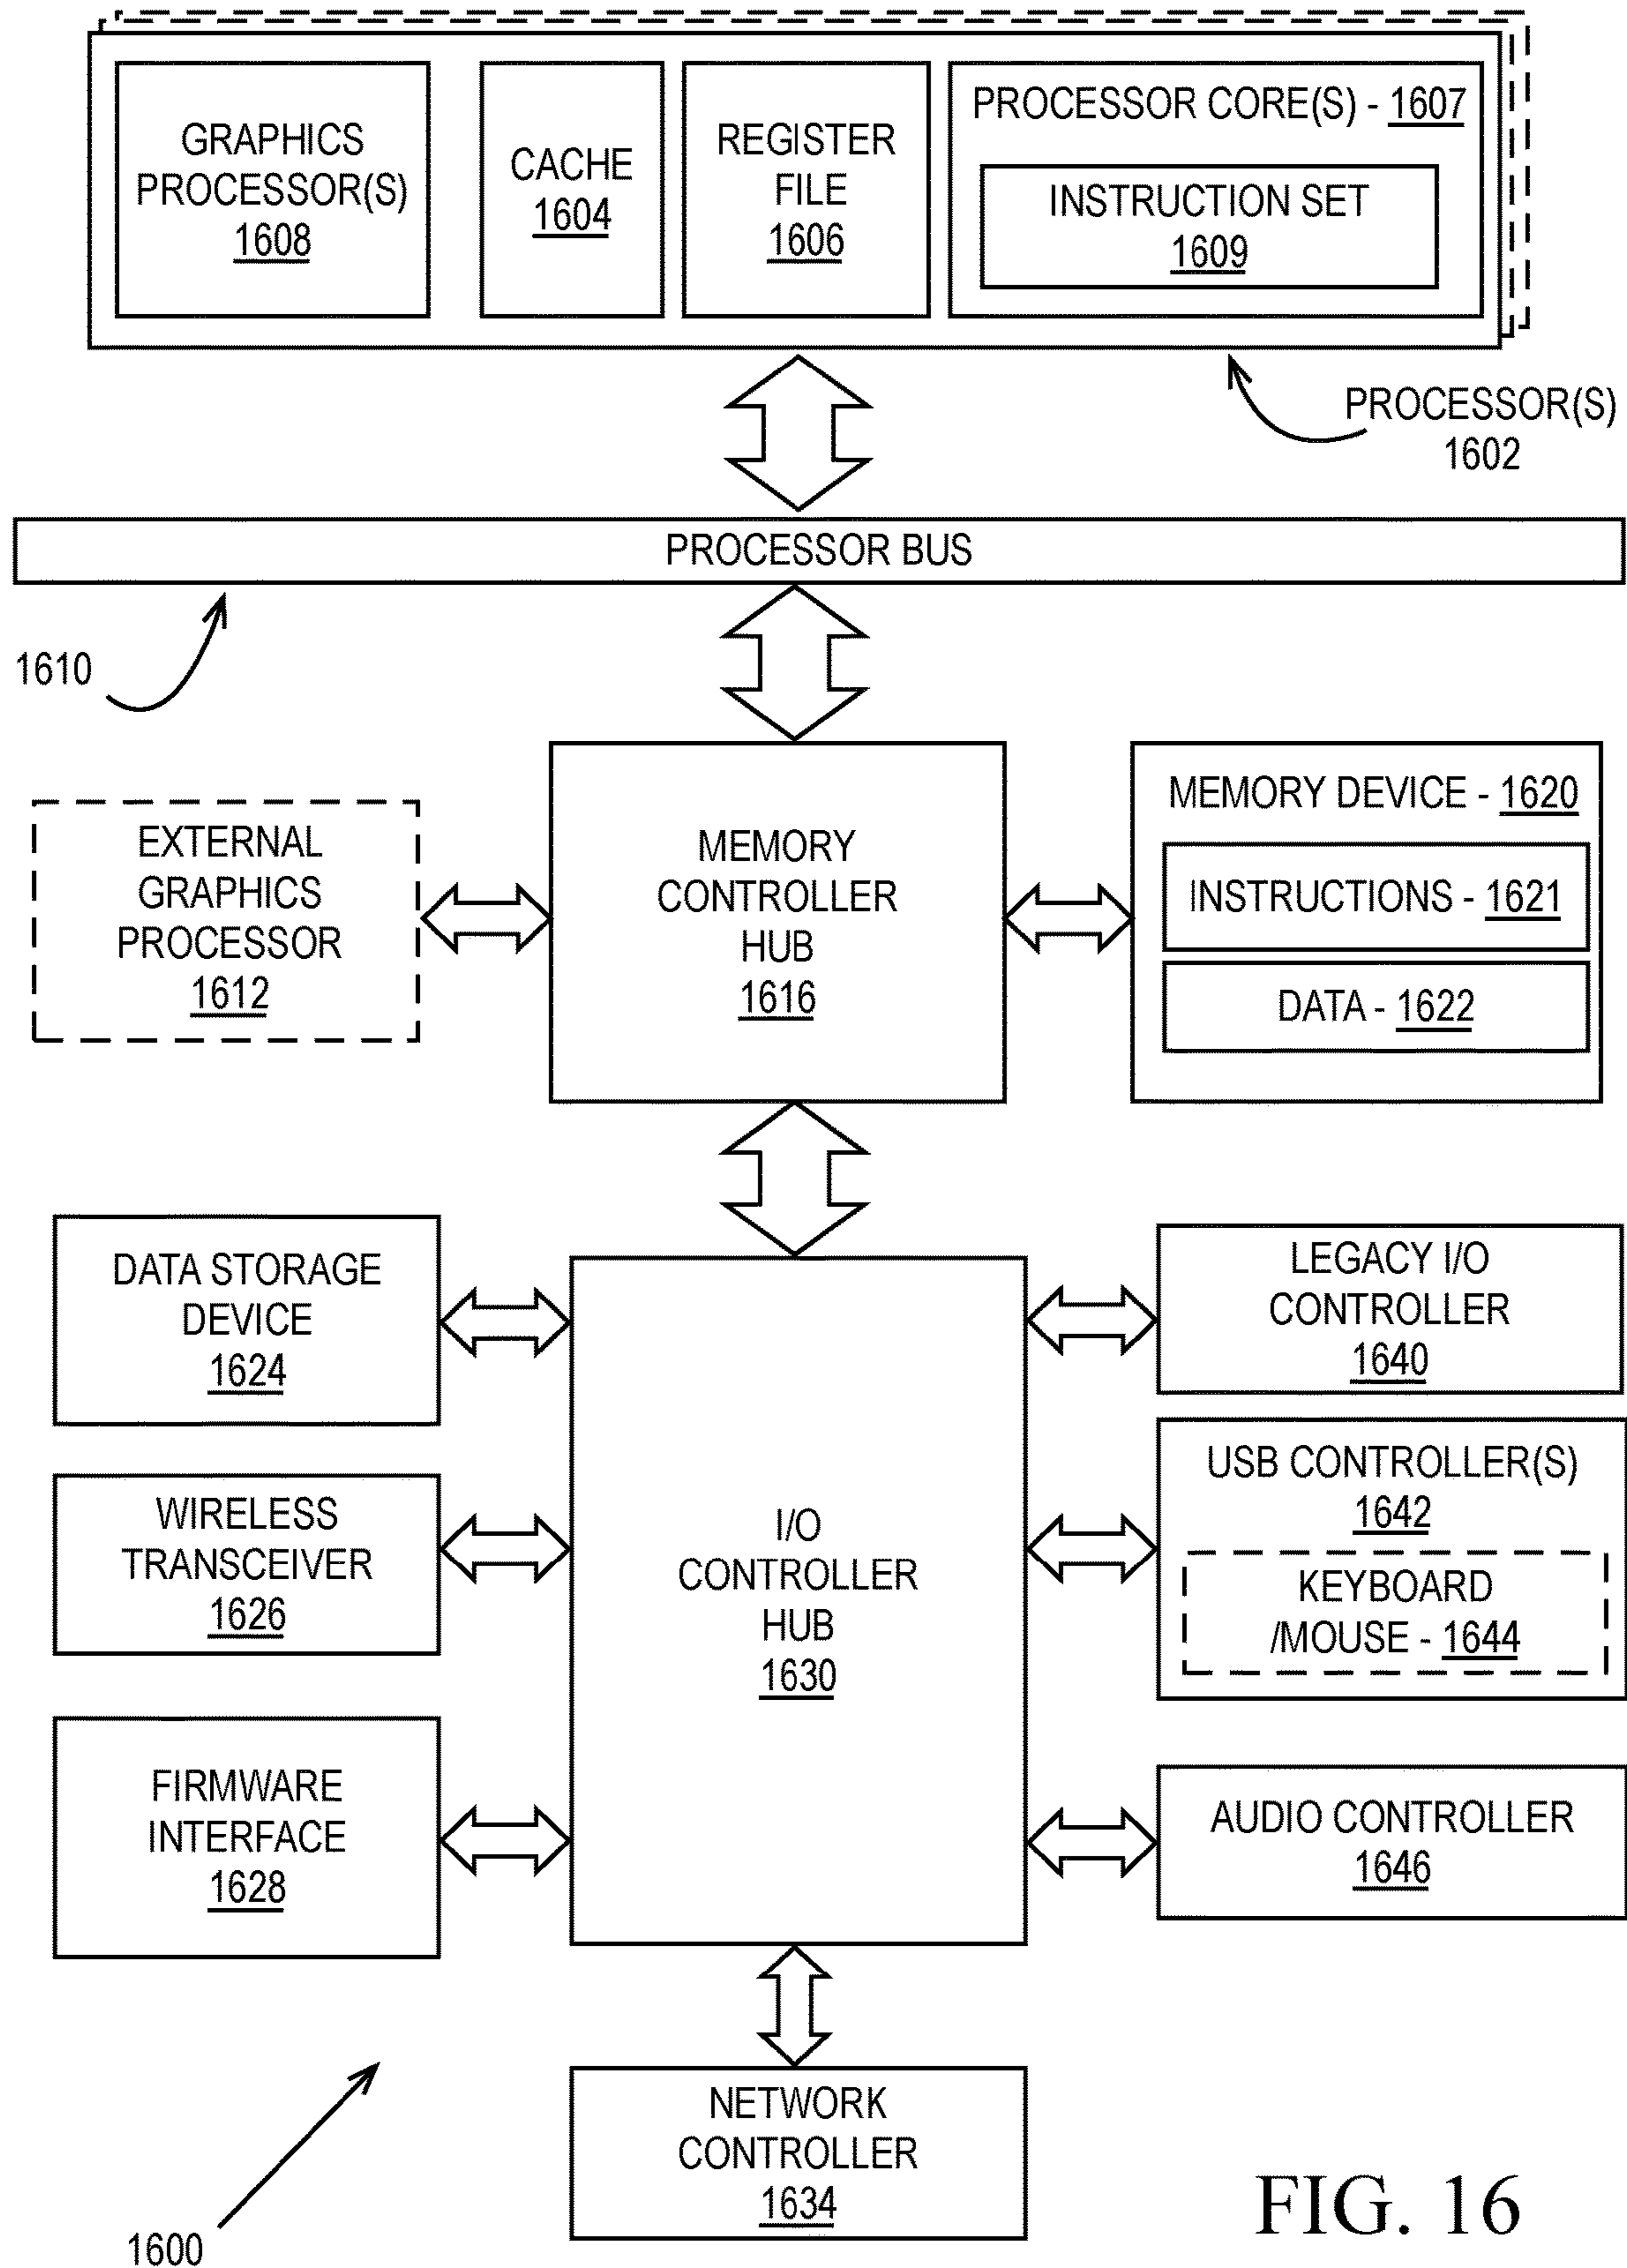 GRAPHICS
PROCESSOR(S)
1608
CACHE
1604
REGISTER
FILE
1606
PROCESSOR CORE(S) - 1607
INSTRUCTION SET
1609
PROCESSOR(S)
1602
PROCESSOR BUS
1610
EXTERNAL
GRAPHICS
PROCESSOR
1612
MEMORY
CONTROLLER
HUB
1616
MEMORY DEVICE - 1620
INSTRUCTIONS - 1621
DATA - 1622
DATA STORAGE
DEVICE
1624
WIRELESS
TRANSCEIVER
1626
FIRMWARE
INTERFACE
1628
I/O
CONTROLLER
HUB
1630
LEGACY I/O
CONTROLLER
1640
USB CONTROLLER(S)
1642
KEYBOARD
/MOUSE - 1644
AUDIO CONTROLLER
1646
NETWORK
CONTROLLER
1634
1600
FIG. 16